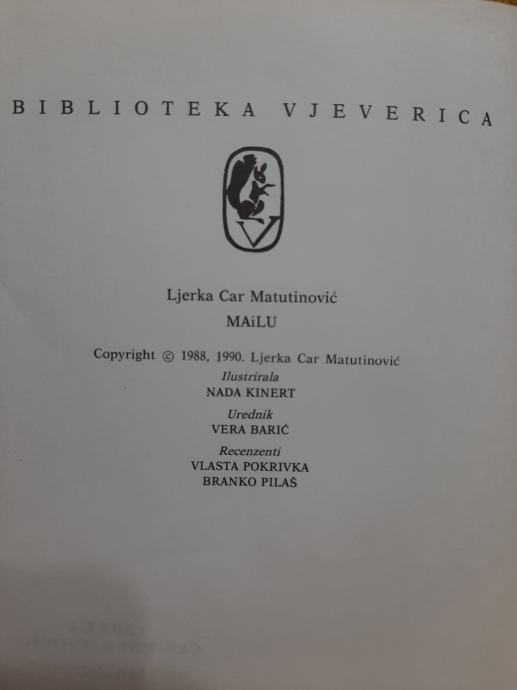 BIBLIOTEKA VJEVERICA
V
Ljerka Car Matutinović
MAiLU
Copyright © 1988, 1990. Ljerka Car Matutinović
Ilustrirala
NADA KINERT
Urednik
VERA BARIĆ
Recenzenti
VLASTA POKRIVKA
BRANKO PILAŠ